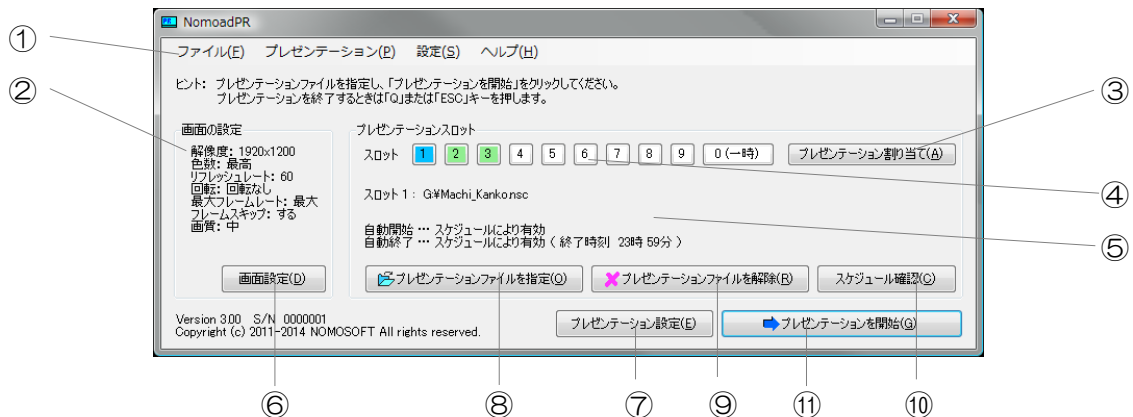 NomoadPR
① ファイル(F) プレゼンテーション(P) 設定(S) ヘルプ(H)
ヒント: プレゼンテーションファイルを指定し、「プレゼンテーションを開始」をクリックしてください。
プレゼンテーションを終了するときは「Q」または「ESC」キーを押します。
② ③
画面の設定
解像度: 1920x1200
色数: 最高
リフレッシュレート: 60
回転: 回転なし
最大フレームレート: 最大
フレームスキップ: する
画質: 中
画面設定(D)
プレゼンテーションスロット
スロット 1 2 3 4 5 6 7 8 9 0 (一時) プレゼンテーション割り当て(A)
④
スロット 1 : G:¥Machi_Kanko.nsc
⑤
自動開始 … スケジュールにより有効
自動終了 … スケジュールにより有効 ( 終了時刻 23時 59分 )
プレゼンテーションファイルを指定(O) プレゼンテーションファイルを解除(R) スケジュール確認(C)
Version 3.00 S/N 0000001
Copyright (c) 2011-2014 NOMOSOFT All rights reserved.
プレゼンテーション設定(E) プレゼンテーションを開始(G)
⑥ ⑧ ⑦ ⑨ ⑪ ⑩